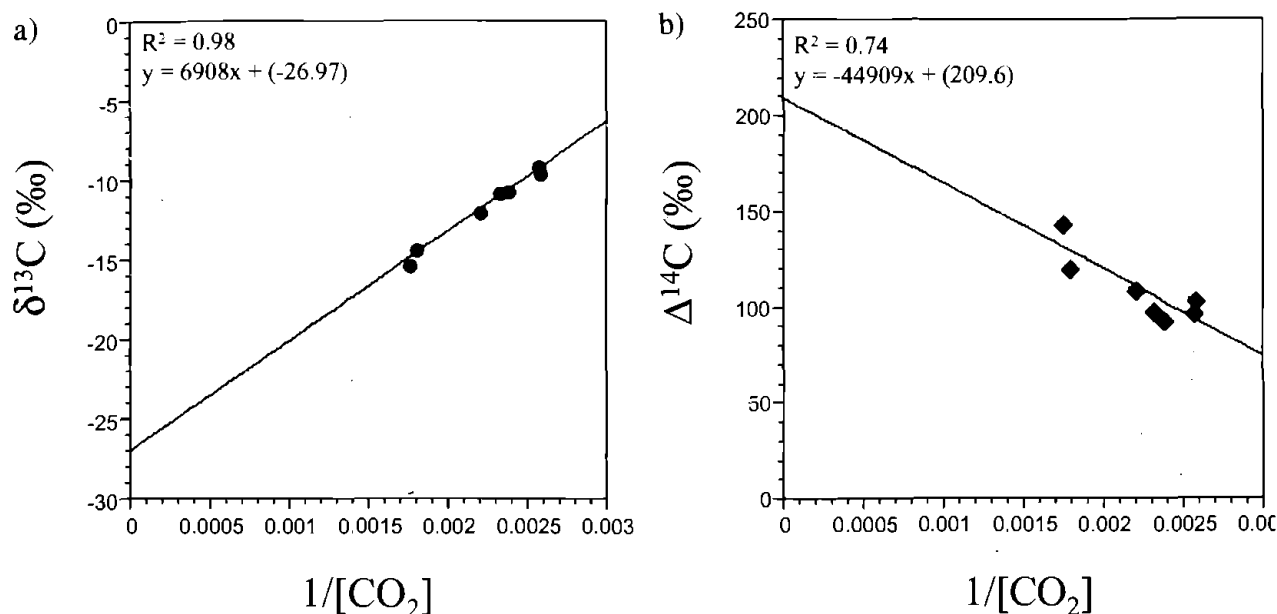 a)
R² = 0.98
y = 6908x + (-26.97)
0
-5
-10
-15
-20
-25
-30
δ¹³C (‰)
0 0.0005 0.001 0.0015 0.002 0.0025 0.003
1/[CO₂]
b)
R² = 0.74
y = -44909x + (209.6)
250
200
150
100
50
0
Δ¹⁴C (‰)
0 0.0005 0.001 0.0015 0.002 0.0025 0.00
1/[CO₂]